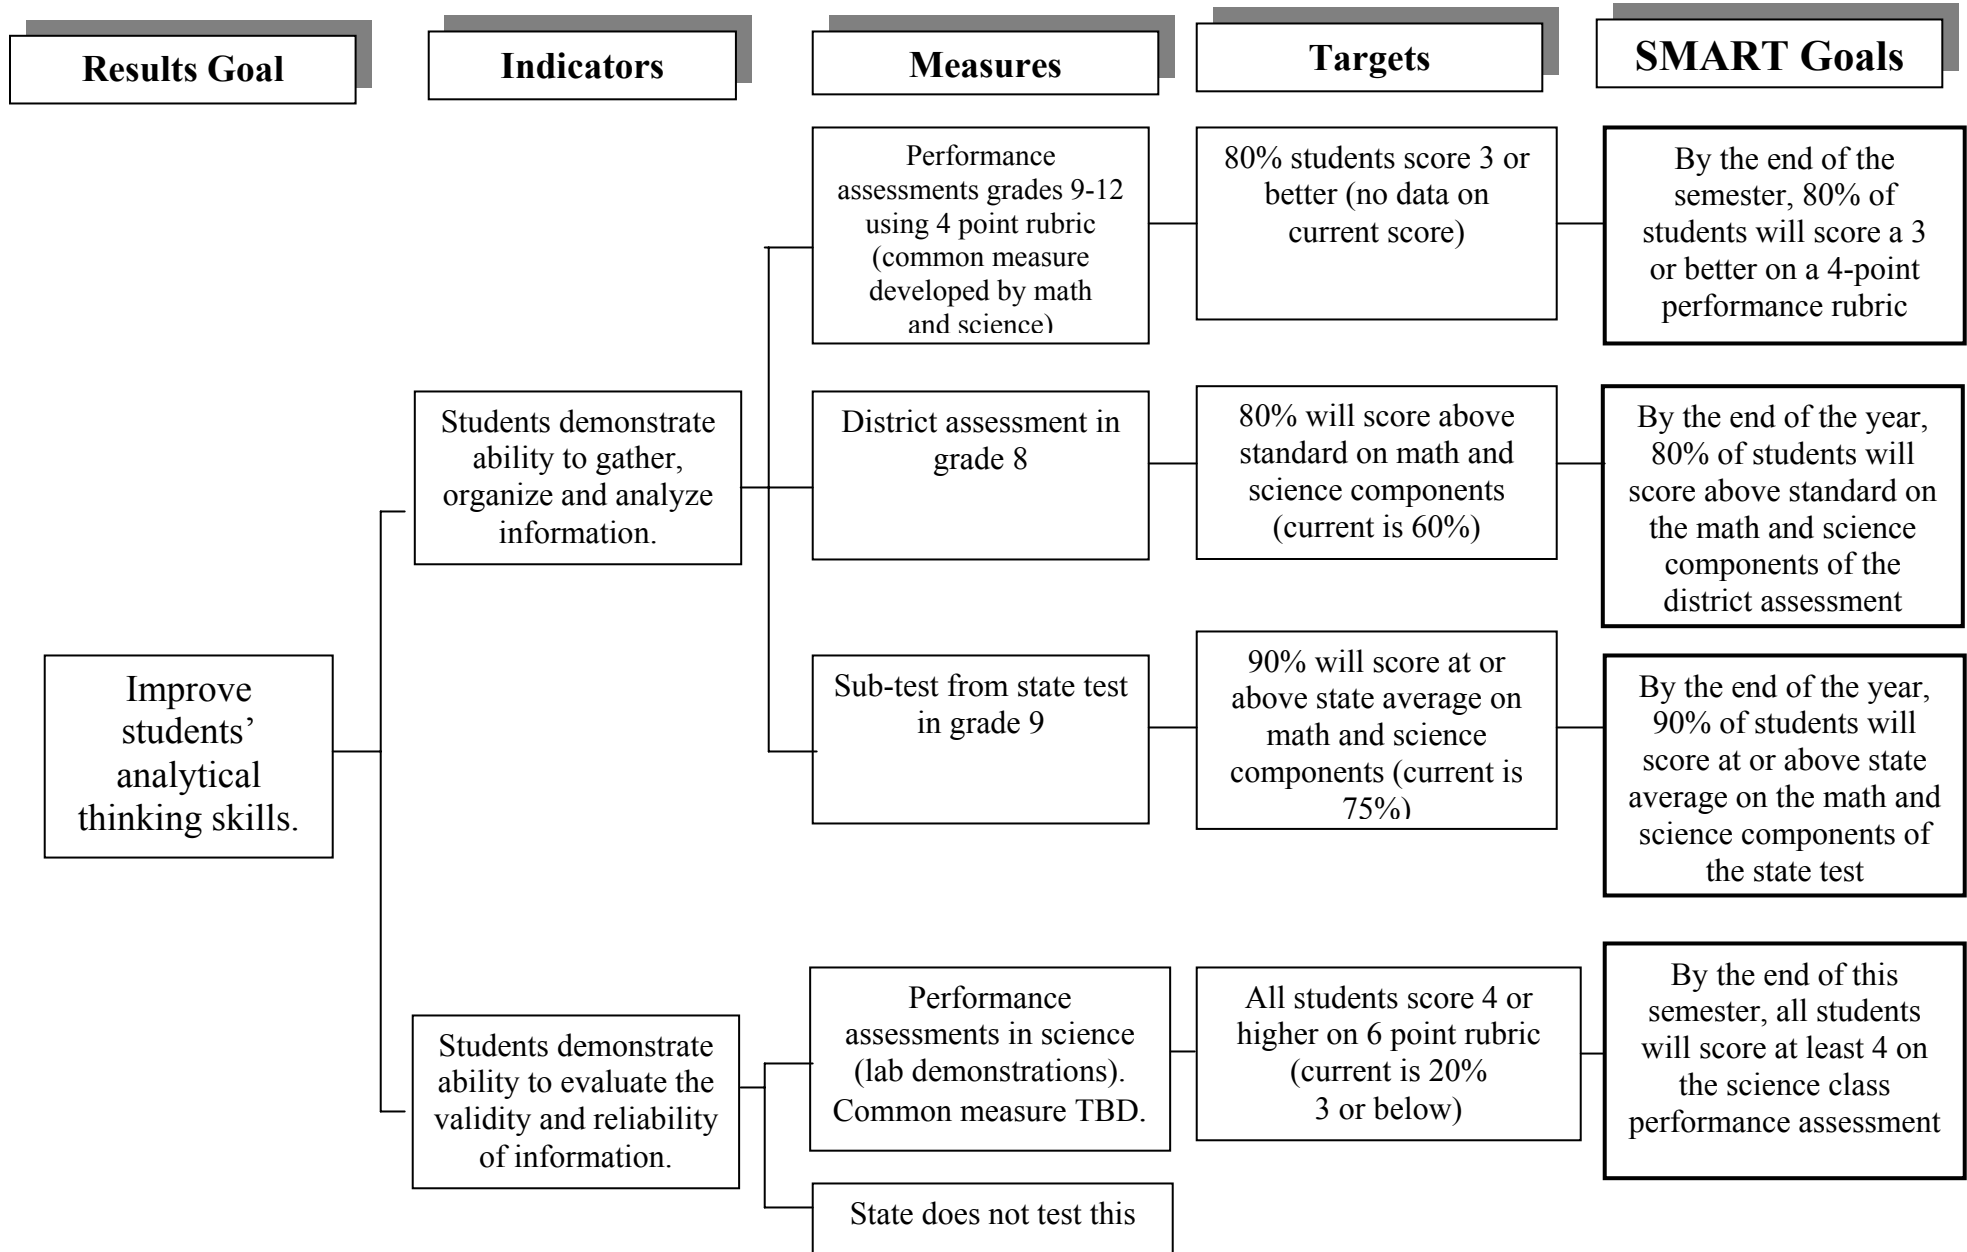 Results Goal
Indicators
Measures
Targets
SMART Goals
Performance
assessments grades 9-12
using 4 point rubric
(common measure
developed by math
and science)
80% students score 3 or
better (no data on
current score)
By the end of the
semester, 80% of
students will score a 3
or better on a 4-point
performance rubric
Students demonstrate
ability to gather,
organize and analyze
information.
District assessment in
grade 8
80% will score above
standard on math and
science components
(current is 60%)
By the end of the year,
80% of students will
score above standard on
the math and science
components of the
district assessment
Improve
students’
analytical
thinking skills.
Sub-test from state test
in grade 9
90% will score at or
above state average on
math and science
components (current is
75%)
By the end of the year,
90% of students will
score at or above state
average on the math and
science components of
the state test
Students demonstrate
ability to evaluate the
validity and reliability
of information.
Performance
assessments in science
(lab demonstrations).
Common measure TBD.
All students score 4 or
higher on 6 point rubric
(current is 20%
3 or below)
By the end of this
semester, all students
will score at least 4 on
the science class
performance assessment
State does not test this